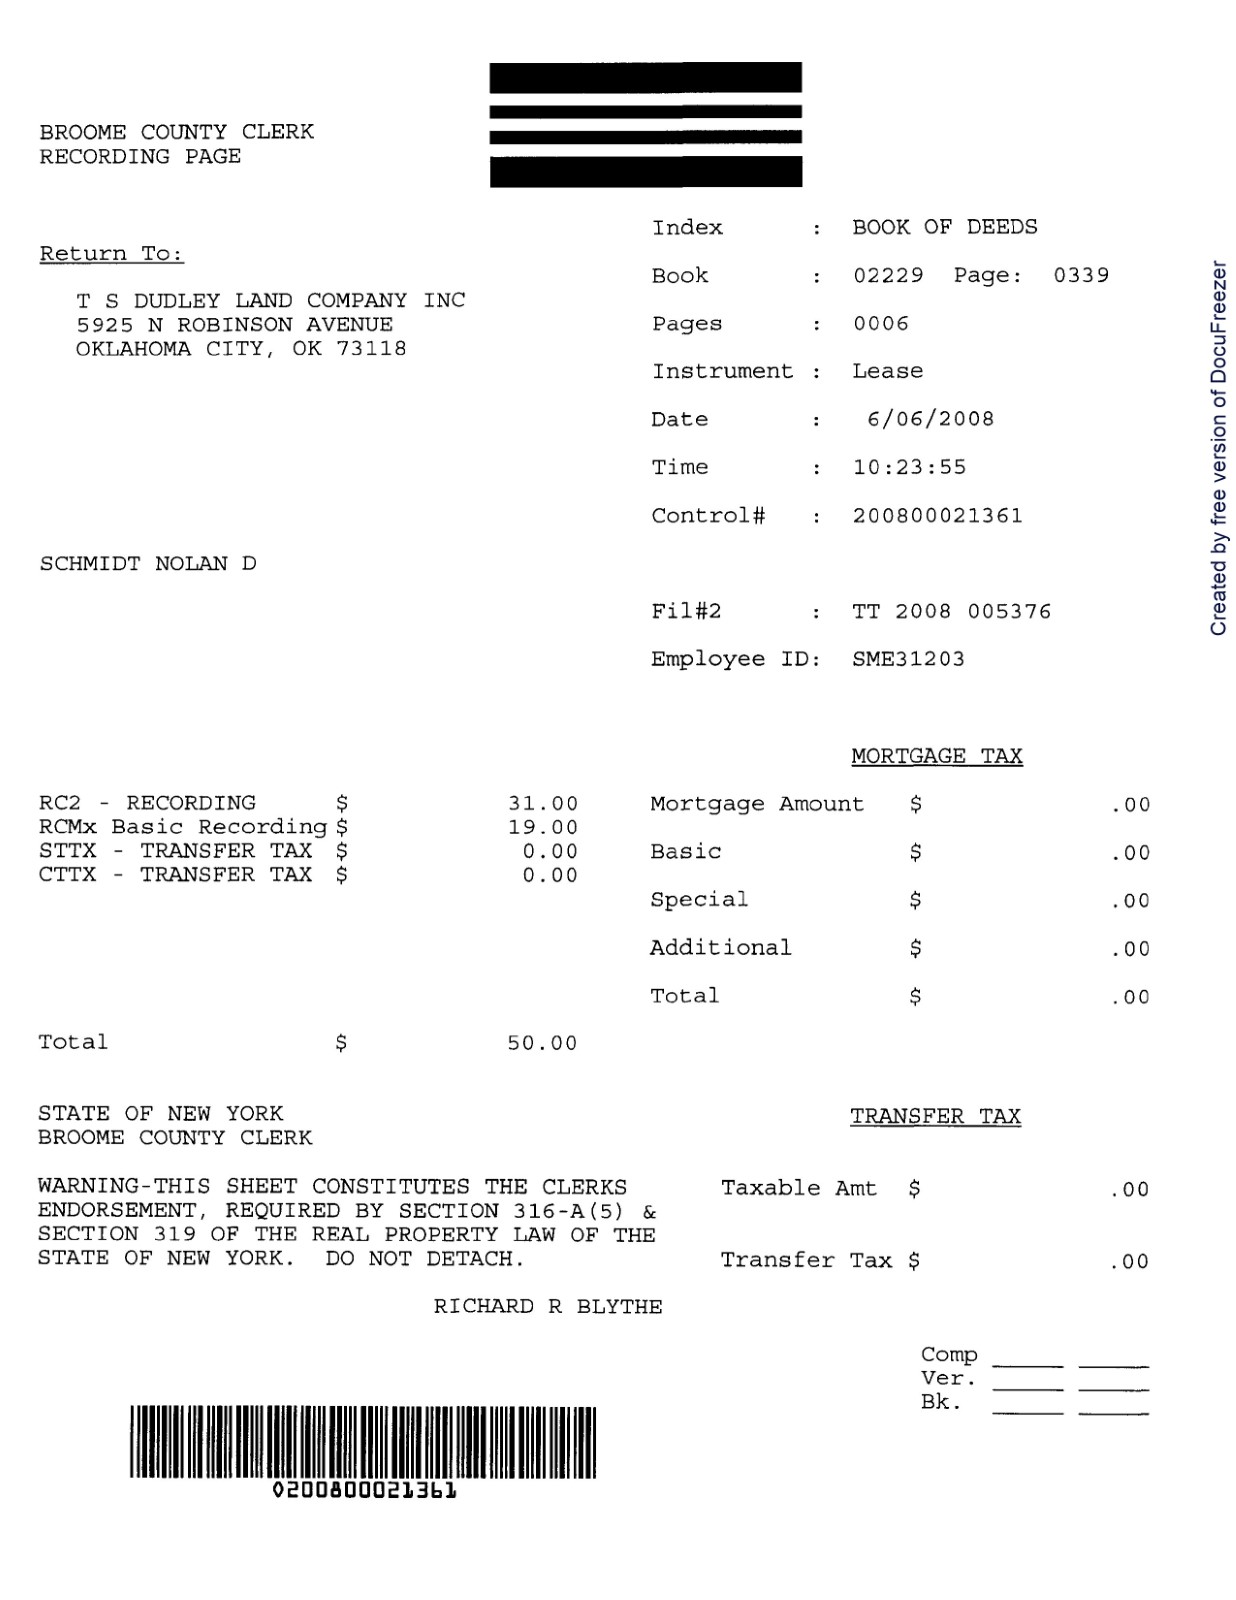 BROOME COUNTY CLERK
RECORDING PAGE
Return To:
T S DUDLEY LAND COMPANY INC
5925 N ROBINSON AVENUE
OKLAHOMA CITY, OK 73118
Index : BOOK OF DEEDS
Book : 02229 Page: 0339
Pages : 0006
Instrument : Lease
Date : 6/06/2008
Time : 10:23:55
Control# : 200800021361
SCHMIDT NOLAN D
Fil#2 : TT 2008 005376
Employee ID: SME31203
MORTGAGE TAX
RC2 - RECORDING $ 31.00
RCMx Basic Recording $ 19.00
STTX - TRANSFER TAX $ 0.00
CTTX - TRANSFER TAX $ 0.00
Mortgage Amount $ .00
Basic $ .00
Special $ .00
Additional $ .00
Total $ .00
Total $ 50.00
STATE OF NEW YORK
BROOME COUNTY CLERK
WARNING-THIS SHEET CONSTITUTES THE CLERKS
ENDORSEMENT, REQUIRED BY SECTION 316-A(5) &
SECTION 319 OF THE REAL PROPERTY LAW OF THE
STATE OF NEW YORK. DO NOT DETACH.
RICHARD R BLYTHE
TRANSFER TAX
Taxable Amt $ .00
Transfer Tax $ .00
Comp
Ver.
Bk.
0200800021361
Created by free version of DocuFreezer